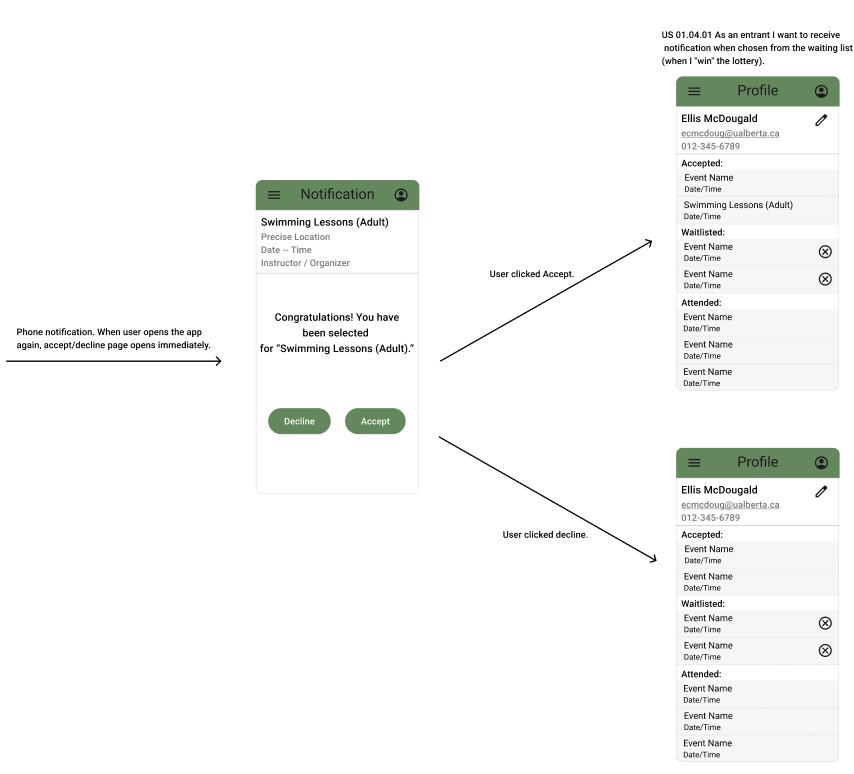 US 01.04.01 As an entrant I want to receive
notification when chosen from the waiting list
(when I "win" the lottery).
Profile
Ellis McDougald
ecmcdoug@ualberta.ca
012-345-6789
Accepted:
Event Name
Date/Time
Swimming Lessons (Adult)
Date/Time
Waitlisted:
Event Name
Date/Time
Event Name
Date/Time
Attended:
Event Name
Date/Time
Event Name
Date/Time
Event Name
Date/Time
Notification
Swimming Lessons (Adult)
Precise Location
Date -- Time
Instructor / Organizer
Congratulations! You have
been selected
for “Swimming Lessons (Adult).”
Decline
Accept
User clicked Accept.
Phone notification. When user opens the app
again, accept/decline page opens immediately.
User clicked decline.
Profile
Ellis McDougald
ecmcdoug@ualberta.ca
012-345-6789
Accepted:
Event Name
Date/Time
Event Name
Date/Time
Waitlisted:
Event Name
Date/Time
Event Name
Date/Time
Attended:
Event Name
Date/Time
Event Name
Date/Time
Event Name
Date/Time